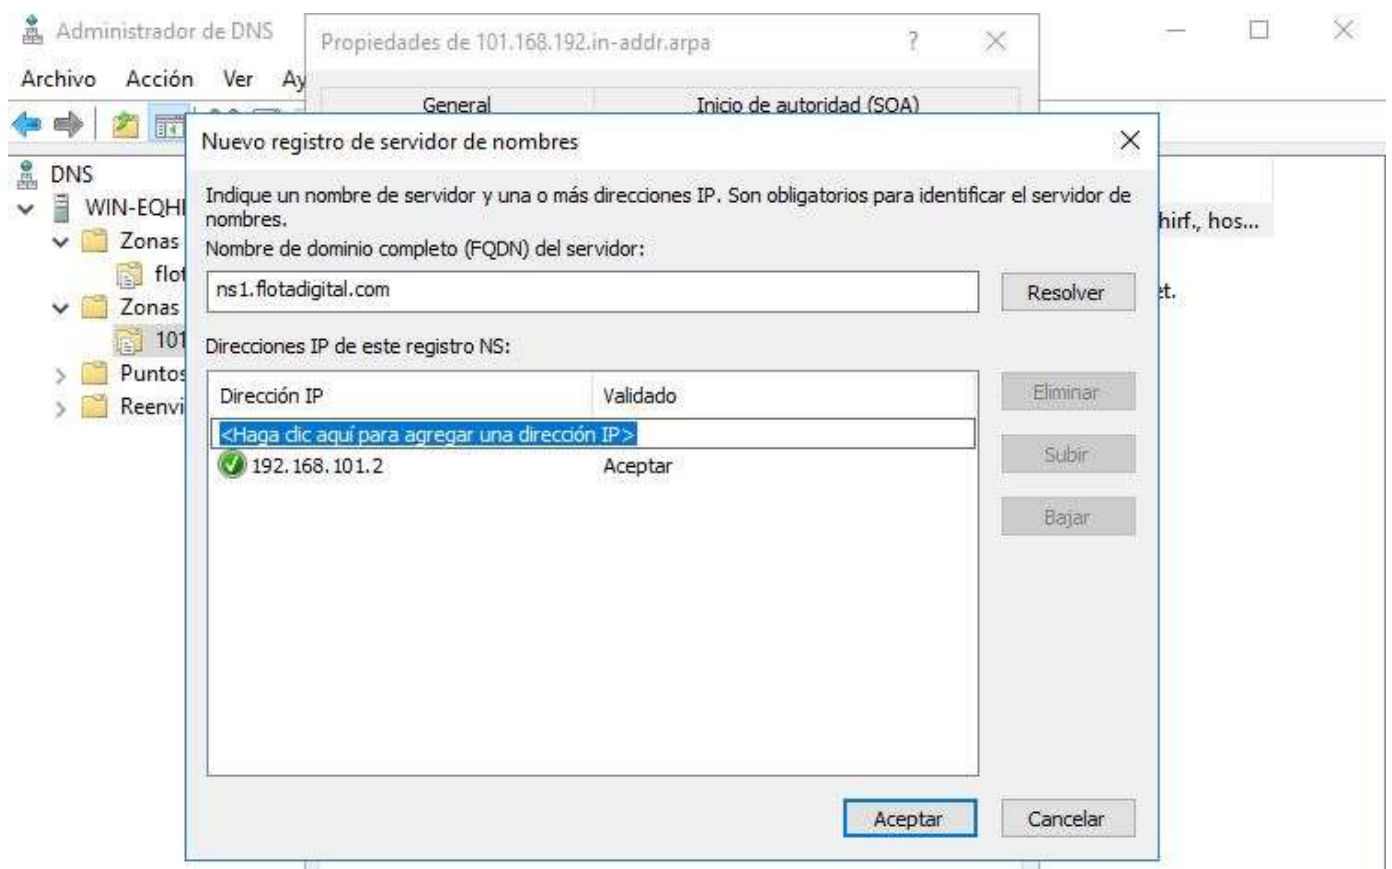 Administrador de DNS
Propiedades de 101.168.192.in-addr.arpa
?
Archivo Acción Ver Ay
General
Inicio de autoridad (SOA)
Nuevo registro de servidor de nombres
DNS
WIN-EQHI
Zonas
flot
Zonas
101
Puntos
Reenvi
Indique un nombre de servidor y una o más direcciones IP. Son obligatorios para identificar el servidor de
nombres.
Nombre de dominio completo (FQDN) del servidor:
ns1.flotadigital.com
Resolver
Direcciones IP de este registro NS:
Dirección IP Validado
<Haga clic aquí para agregar una dirección IP>
192.168.101.2 Aceptar
Eliminar
Subir
Bajar
Aceptar
Cancelar
hirf., hos...
et.